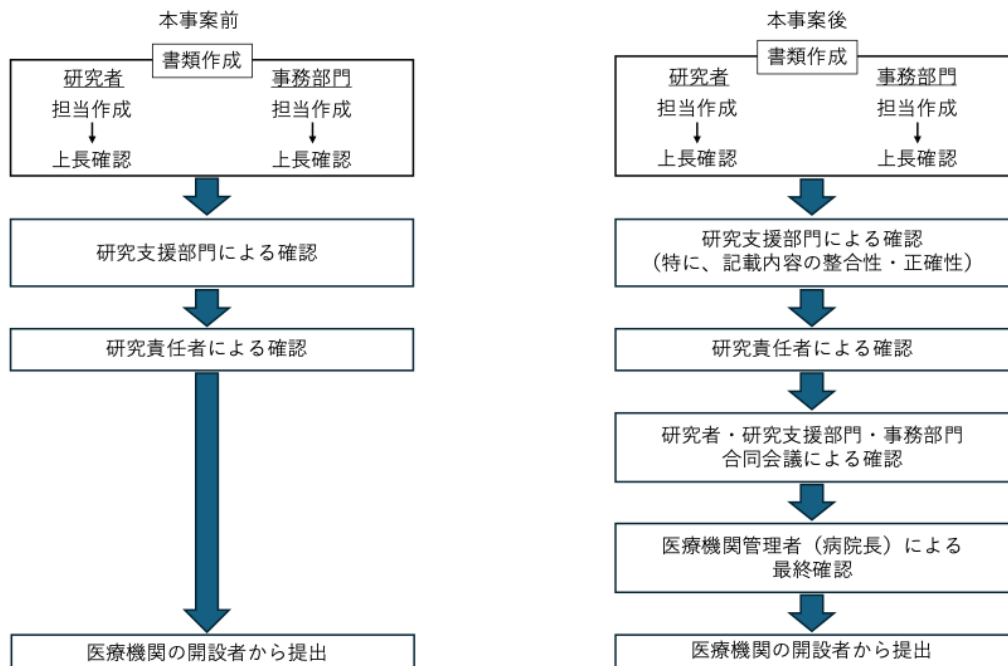 本事案前
書類作成
研究者
事務部門
担当作成
担当作成
上長確認
上長確認
研究支援部門による確認
研究責任者による確認
医療機関の開設者から提出
本事案後
書類作成
研究者
事務部門
担当作成
担当作成
上長確認
上長確認
研究支援部門による確認
（特に、記載内容の整合性・正確性）
研究責任者による確認
研究者・研究支援部門・事務部門
合同会議による確認
医療機関管理者（病院長）による
最終確認
医療機関の開設者から提出